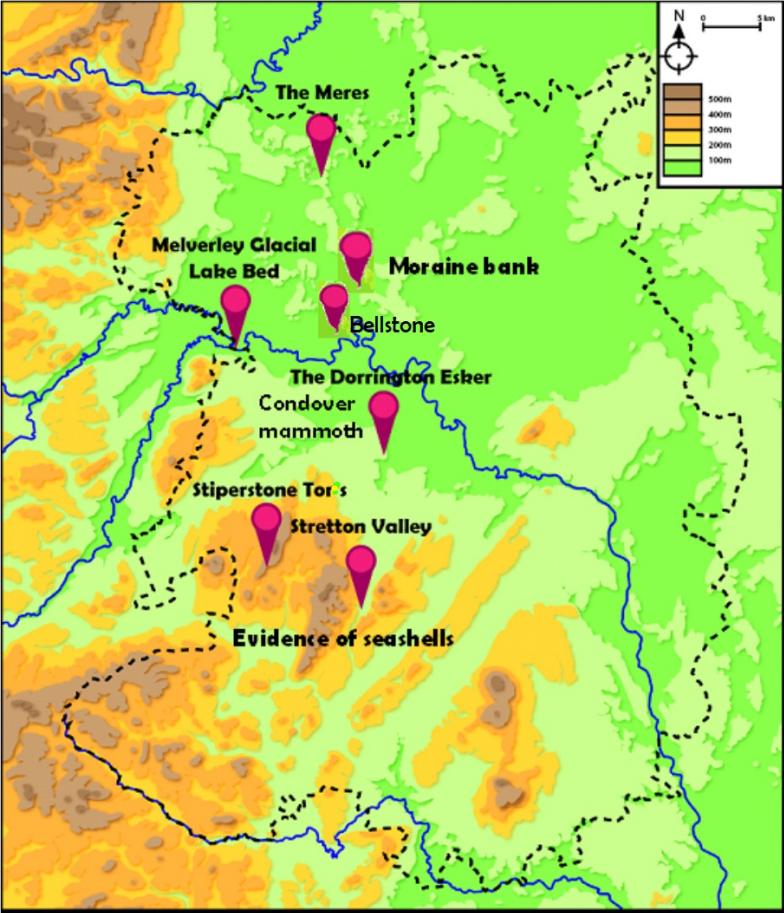 N
0
5 km
500m
400m
300m
200m
100m
The Meres
Melverley Glacial
Lake Bed
Moraine bank
Bellstone
The Dorrington Esker
Condover
mammoth
Stiperstone Tor s
Stretton Valley
Evidence of seashells